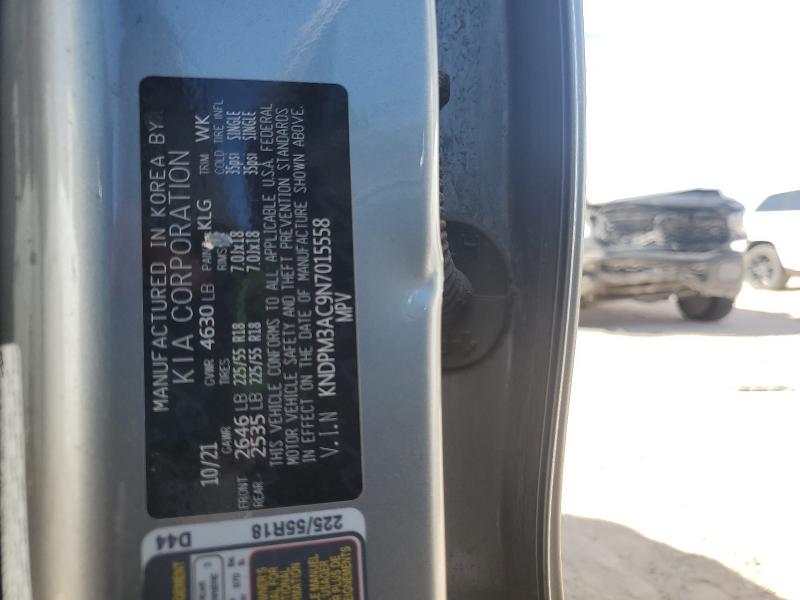 MANUFACTURED IN KOREA BY
KIA CORPORATION
10/21 GVWR 4630 LB KLG TRIM WK
GAWR TIRES RIMS COLD TIRE INFL
FRONT 2646 LB 225/55 R18 7.0Jx18 35psi SINGLE
REAR 2535 LB 225/55 R18 7.0Jx18 35psi SINGLE
THIS VEHICLE CONFORMS TO ALL APPLICABLE U.S.A. FEDERAL
MOTOR VEHICLE SAFETY AND THEFT PREVENTION STANDARDS
IN EFFECT ON THE DATE OF MANUFACTURE SHOWN ABOVE.
V.I.N KNDPM3AC9N7015558
MPV
D44
225/55R18